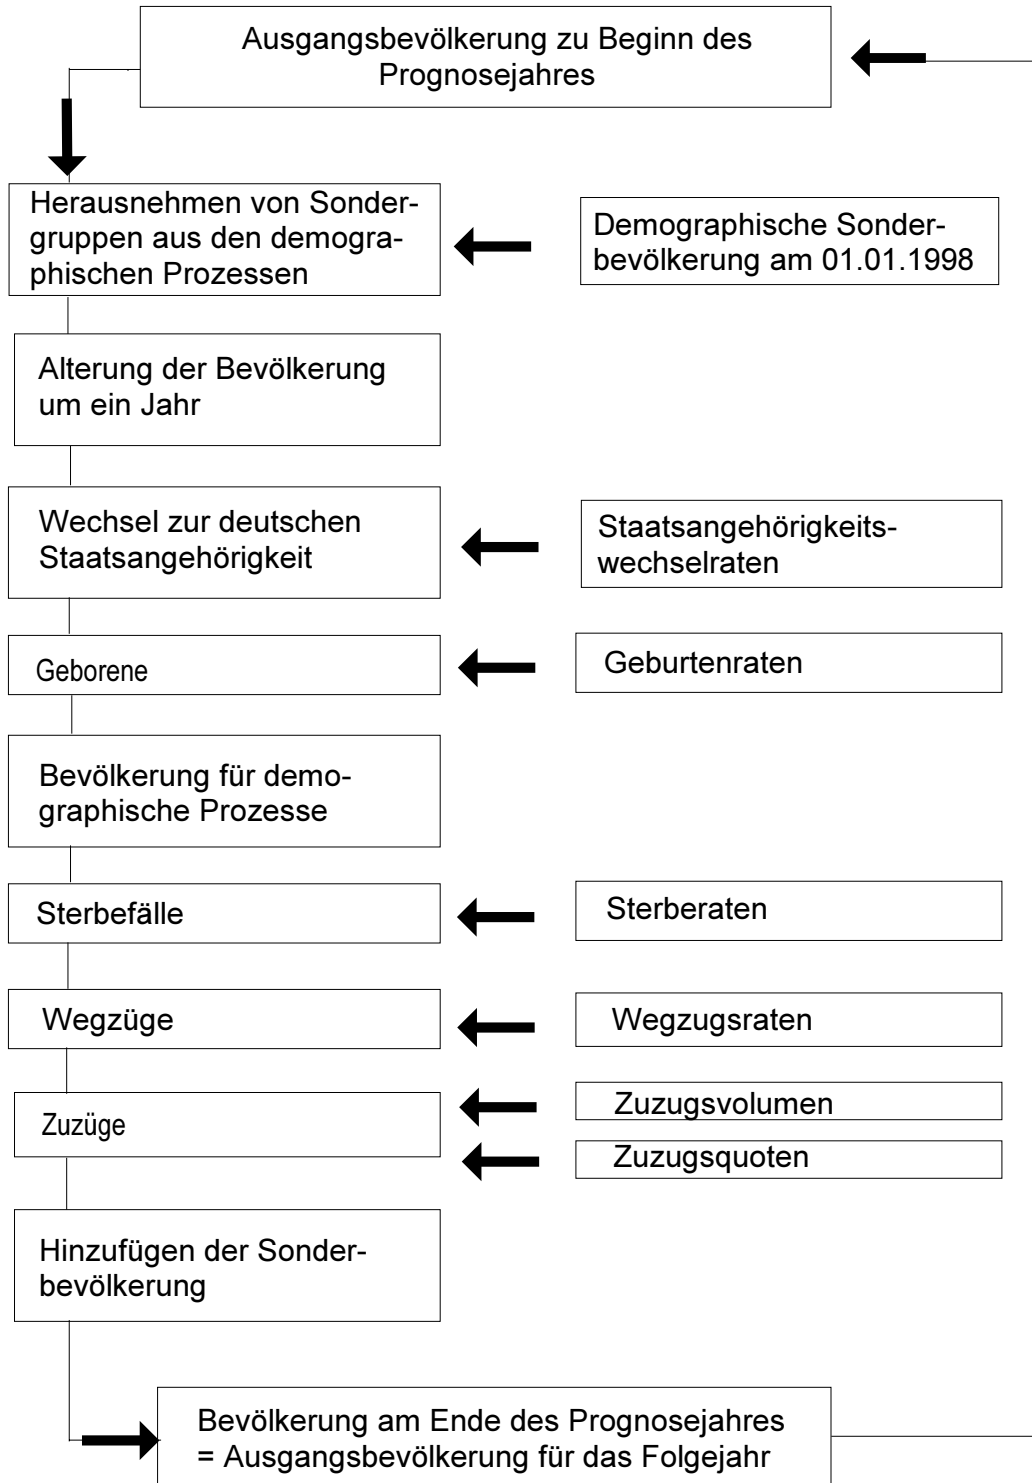 Ausgangsbevölkerung zu Beginn des
Prognosejahres
Herausnehmen von Sonder-
gruppen aus den demogra-
phischen Prozessen
Demographische Sonder-
bevölkerung am 01.01.1998
Alterung der Bevölkerung
um ein Jahr
Wechsel zur deutschen
Staatsangehörigkeit
Staatsangehörigkeits-
wechselraten
Geborene
Geburtenraten
Bevölkerung für demo-
graphische Prozesse
Sterbefälle
Sterberaten
Wegzüge
Wegzugsraten
Zuzüge
Zuzugsvolumen
Zuzugsquoten
Hinzufügen der Sonder-
bevölkerung
Bevölkerung am Ende des Prognosejahres
= Ausgangsbevölkerung für das Folgejahr